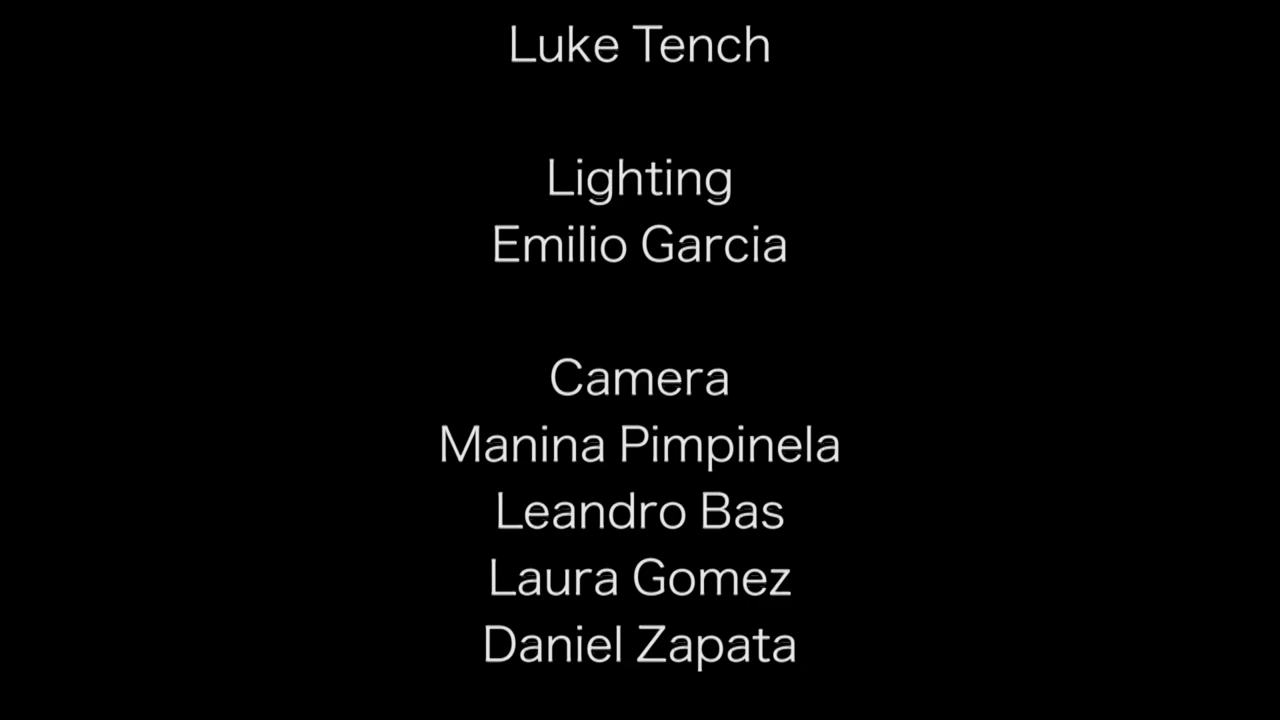 Luke Tench
Lighting
Emilio Garcia
Camera
Manina Pimpinela
Leandro Bas
Laura Gomez
Daniel Zapata